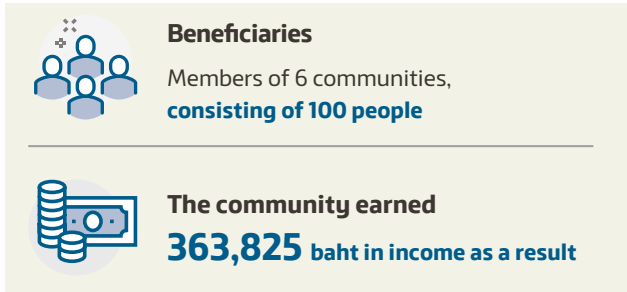 Beneficiaries
Members of 6 communities,
consisting of 100 people
The community earned
363,825 baht in income as a result